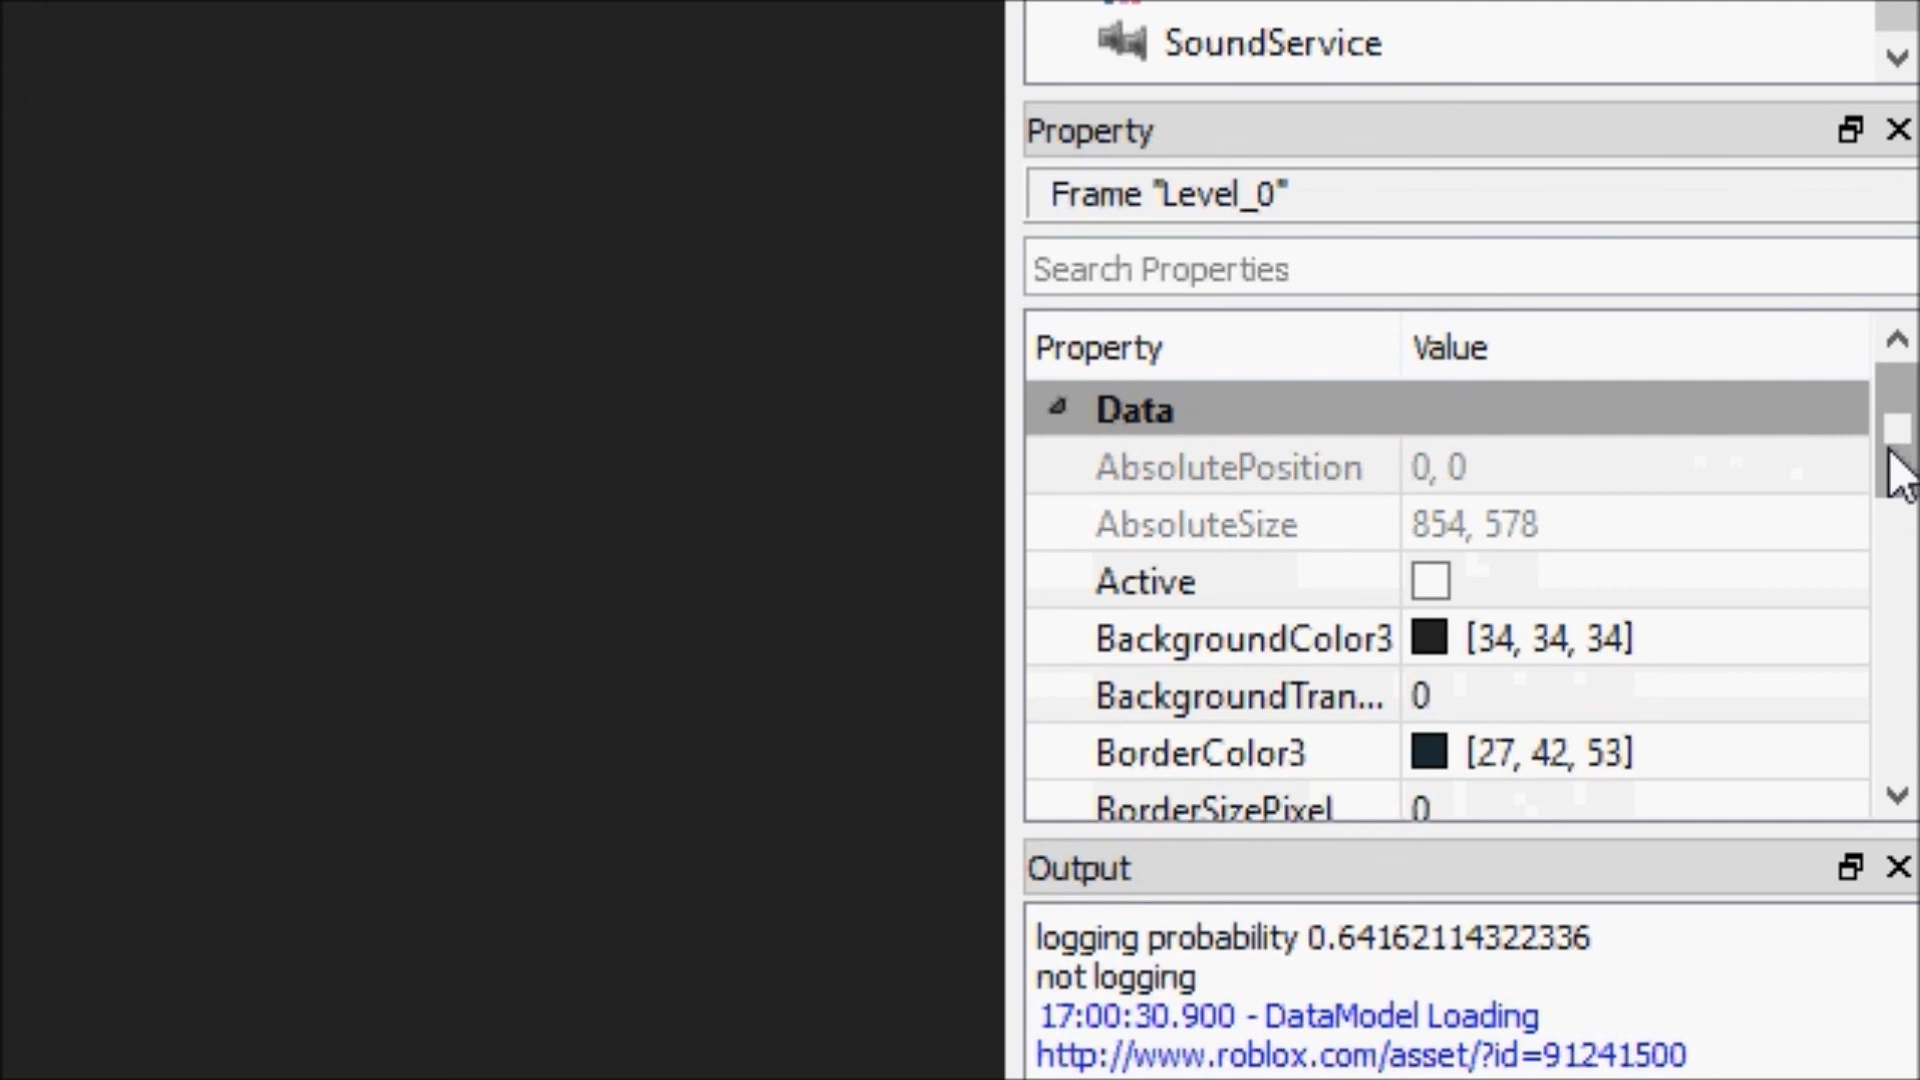 SoundService
Property
Frame "Level_0"
Search Properties
Property Value
Data
AbsolutePosition 0, 0
AbsoluteSize 854, 578
Active
BackgroundColor3 [34, 34, 34]
BackgroundTran... 0
BorderColor3 [27, 42, 53]
BorderSizePixel 0
Output
logging probability 0.64162114322336
not logging
17:00:30.900 - DataModel Loading
http://www.roblox.com/asset/?id=91241500